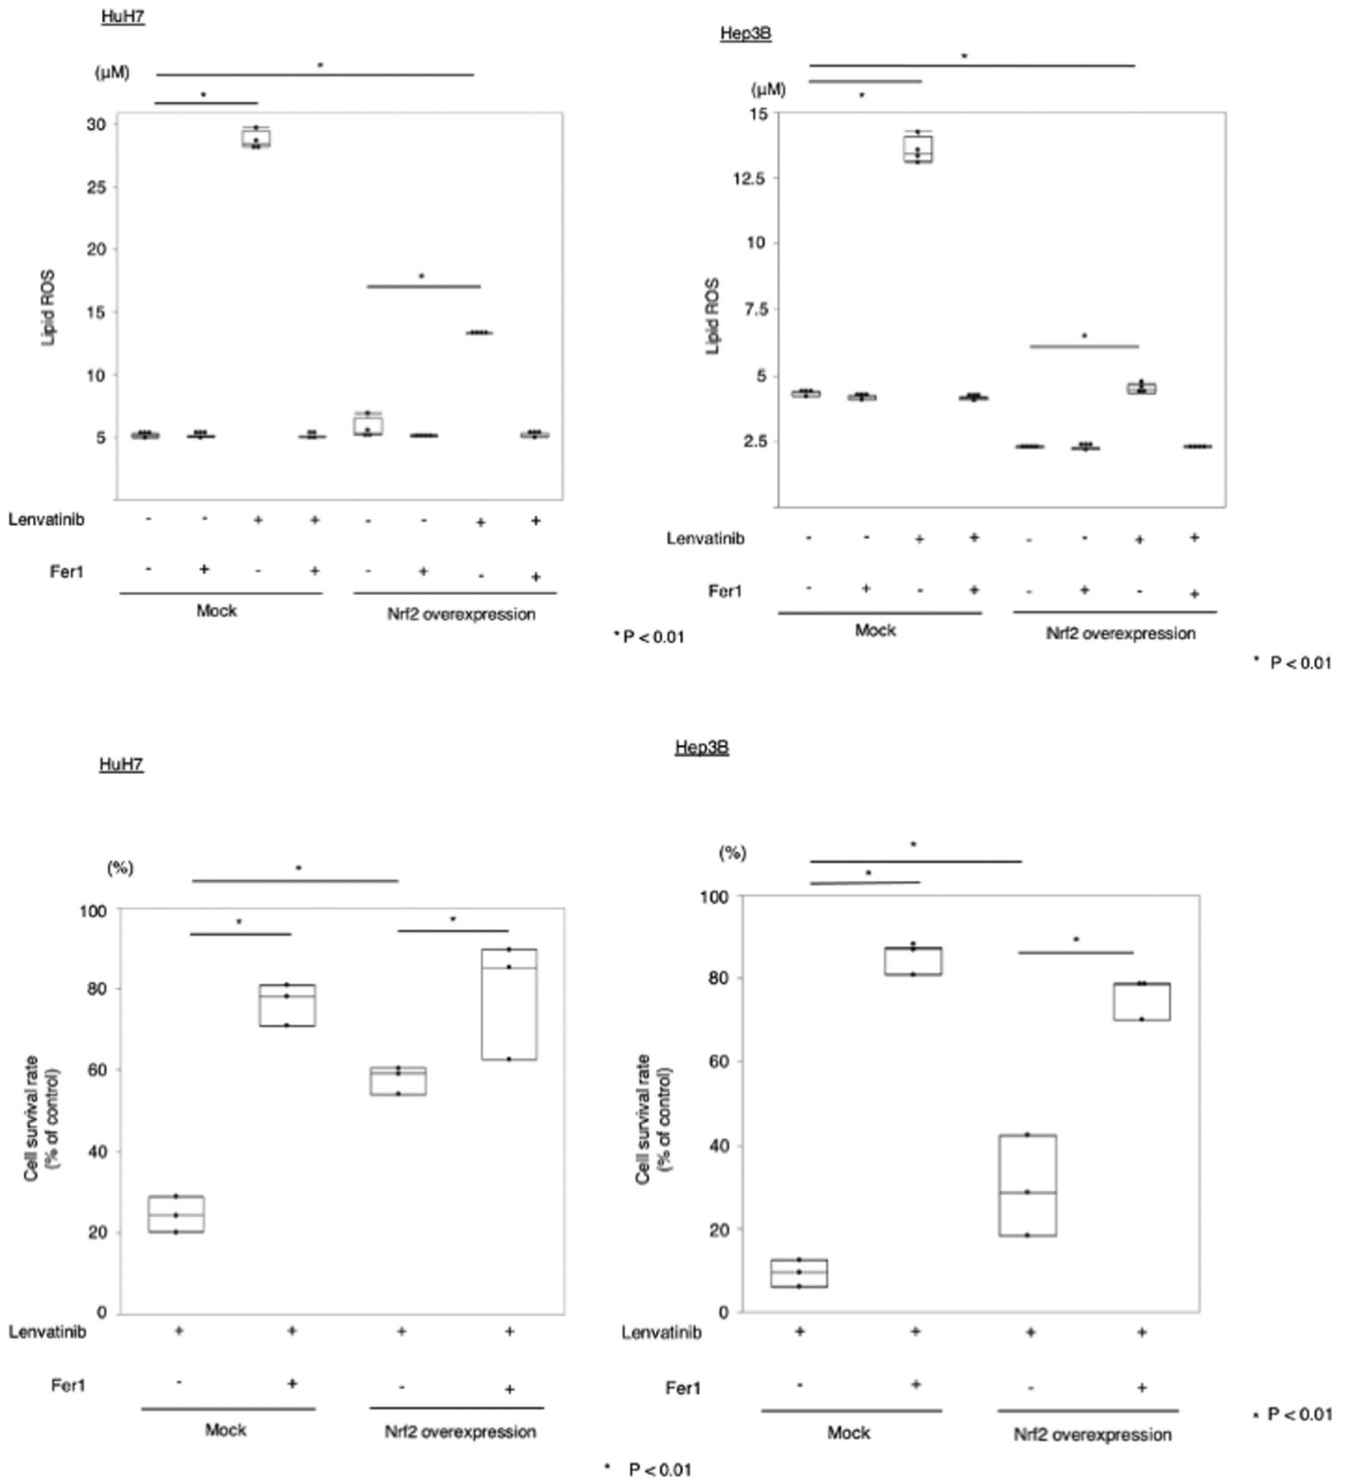 HuH7
(μM)
*
*
30
25
20
15
10
5
*
Lipid ROS
Lenvatinib - - + + - - + +
Fer1 - + - + - + - +
Mock
Nrf2 overexpression
* P < 0.01
Hep3B
*
(μM)
*
15
12.5
10
7.5
5
2.5
*
Lipid ROS
Lenvatinib - - + + - - + +
Fer1 - + - + - + - +
Mock
Nrf2 overexpression
* P < 0.01
HuH7
(%)
*
100
80
60
40
20
0
*
*
Cell survival rate
(% of control)
Lenvatinib + + + +
Fer1 - + - +
Mock
Nrf2 overexpression
* P < 0.01
Hep3B
(%)
*
*
100
80
60
40
20
0
*
Cell survival rate
(% of control)
Lenvatinib + + + +
Fer1 - + - +
Mock
Nrf2 overexpression
* P < 0.01